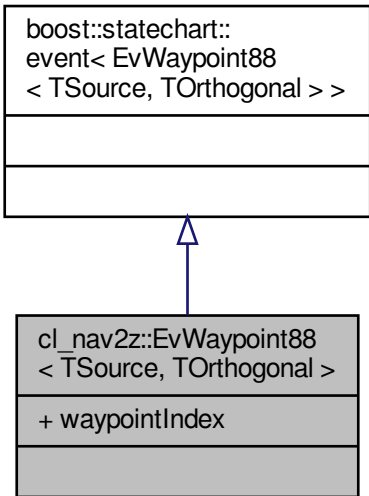 boost::statechart::
event< EvWaypoint88
< TSource, TOrthogonal > >
cl_nav2z::EvWaypoint88
< TSource, TOrthogonal >
+ waypointIndex